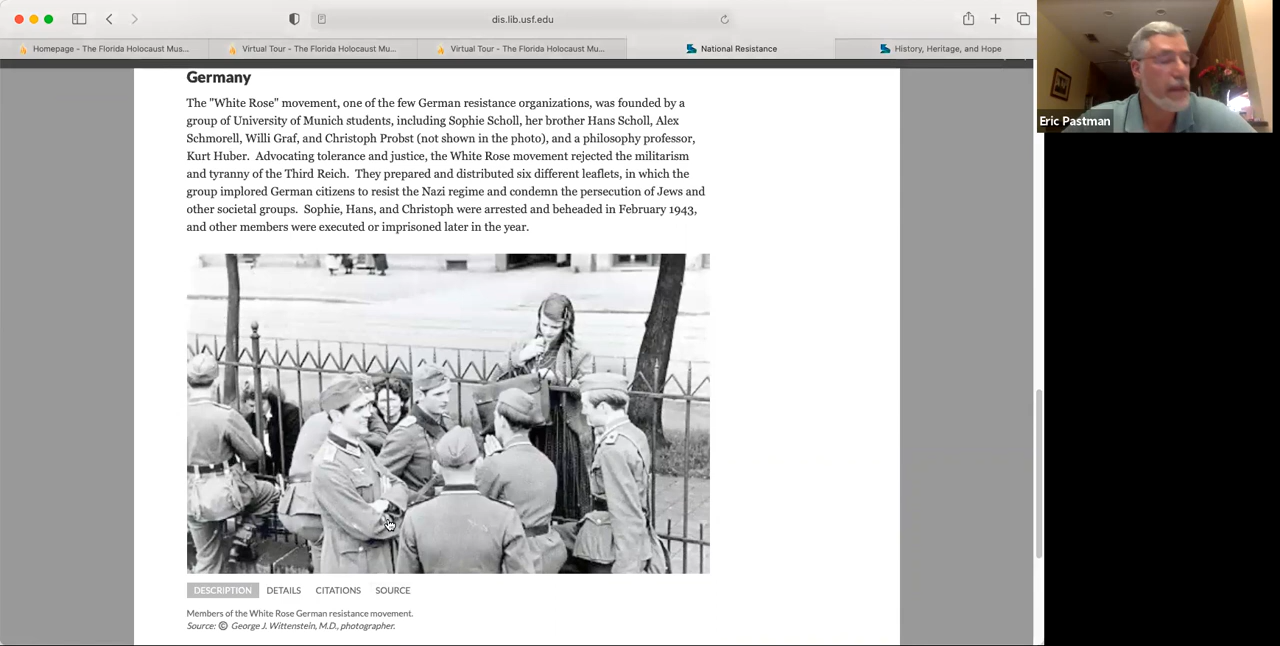 dis.lib.usf.edu
Homepage - The Florida Holocaust Mus...
Virtual Tour - The Florida Holocaust Mu...
Virtual Tour - The Florida Holocaust Mu...
National Resistance
History, Heritage, and Hope
Eric Pastman
Germany
The "White Rose" movement, one of the few German resistance organizations, was founded by a
group of University of Munich students, including Sophie Scholl, her brother Hans Scholl, Alex
Schmorell, Willi Graf, and Christoph Probst (not shown in the photo), and a philosophy professor,
Kurt Huber. Advocating tolerance and justice, the White Rose movement rejected the militarism
and tyranny of the Third Reich. They prepared and distributed six different leaflets, in which the
group implored German citizens to resist the Nazi regime and condemn the persecution of Jews and
other societal groups. Sophie, Hans, and Christoph were arrested and beheaded in February 1943,
and other members were executed or imprisoned later in the year.
DESCRIPTION DETAILS CITATIONS SOURCE
Members of the White Rose German resistance movement.
Source: © George J. Wittenstein, M.D., photographer.